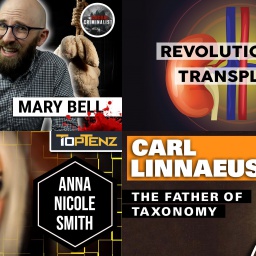 CRIMINALIST
MARY BELL
REVOLUTIO
TRANSPL
TOPTENZ
ANNA
NICOLE
SMITH
CARL
LINNAEUS
THE FATHER OF
TAXONOMY